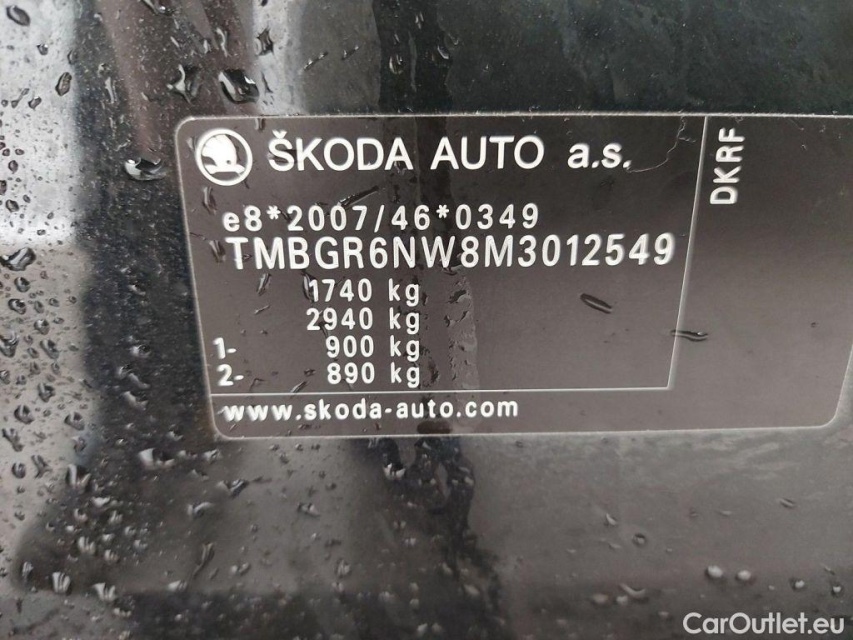 ŠKODA AUTO a.s.
DKRF
e8*2007/46*0349
TMBGR6NW8M3012549
1740 kg
2940 kg
1- 900 kg
2- 890 kg
www.skoda-auto.com
CarOutlet.eu